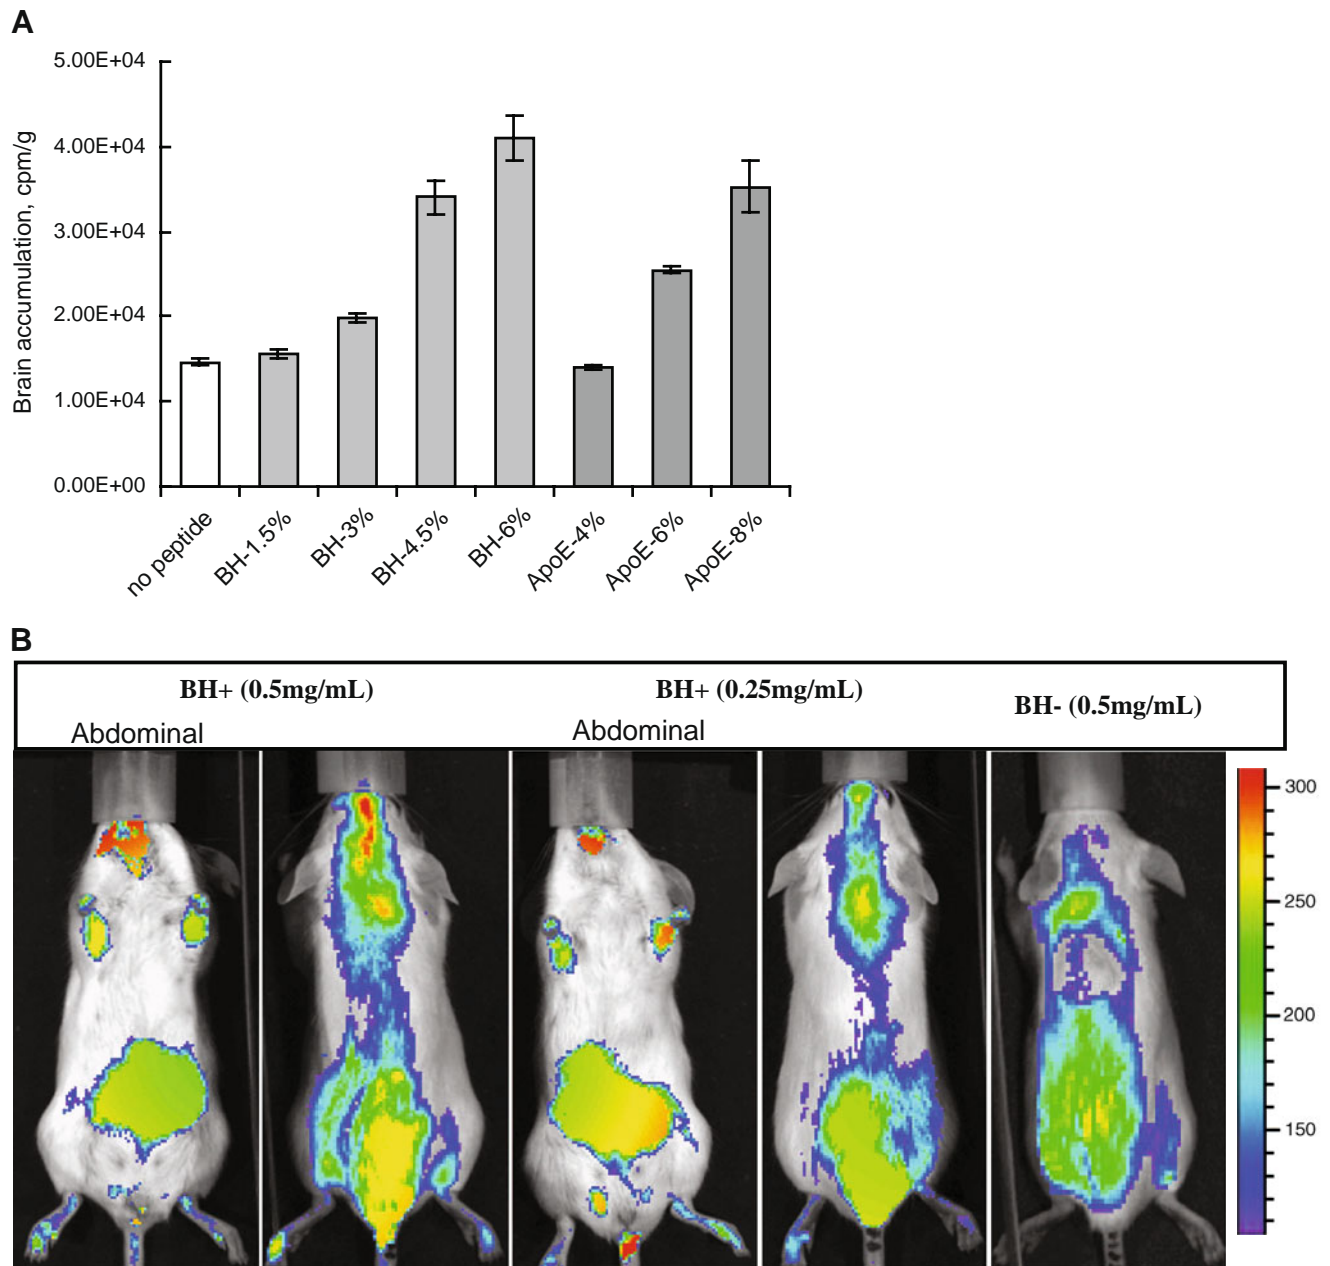 A
Brain accumulation, cpm/g
5.00E+04
4.00E+04
3.00E+04
2.00E+04
1.00E+04
0.00E+00
no peptide
BH-1.5%
BH-3%
BH-4.5%
BH-6%
ApoE-4%
ApoE-6%
ApoE-8%
B
BH+ (0.5mg/mL)
BH+ (0.25mg/mL)
BH- (0.5mg/mL)
Abdominal
Abdominal
300
250
200
150